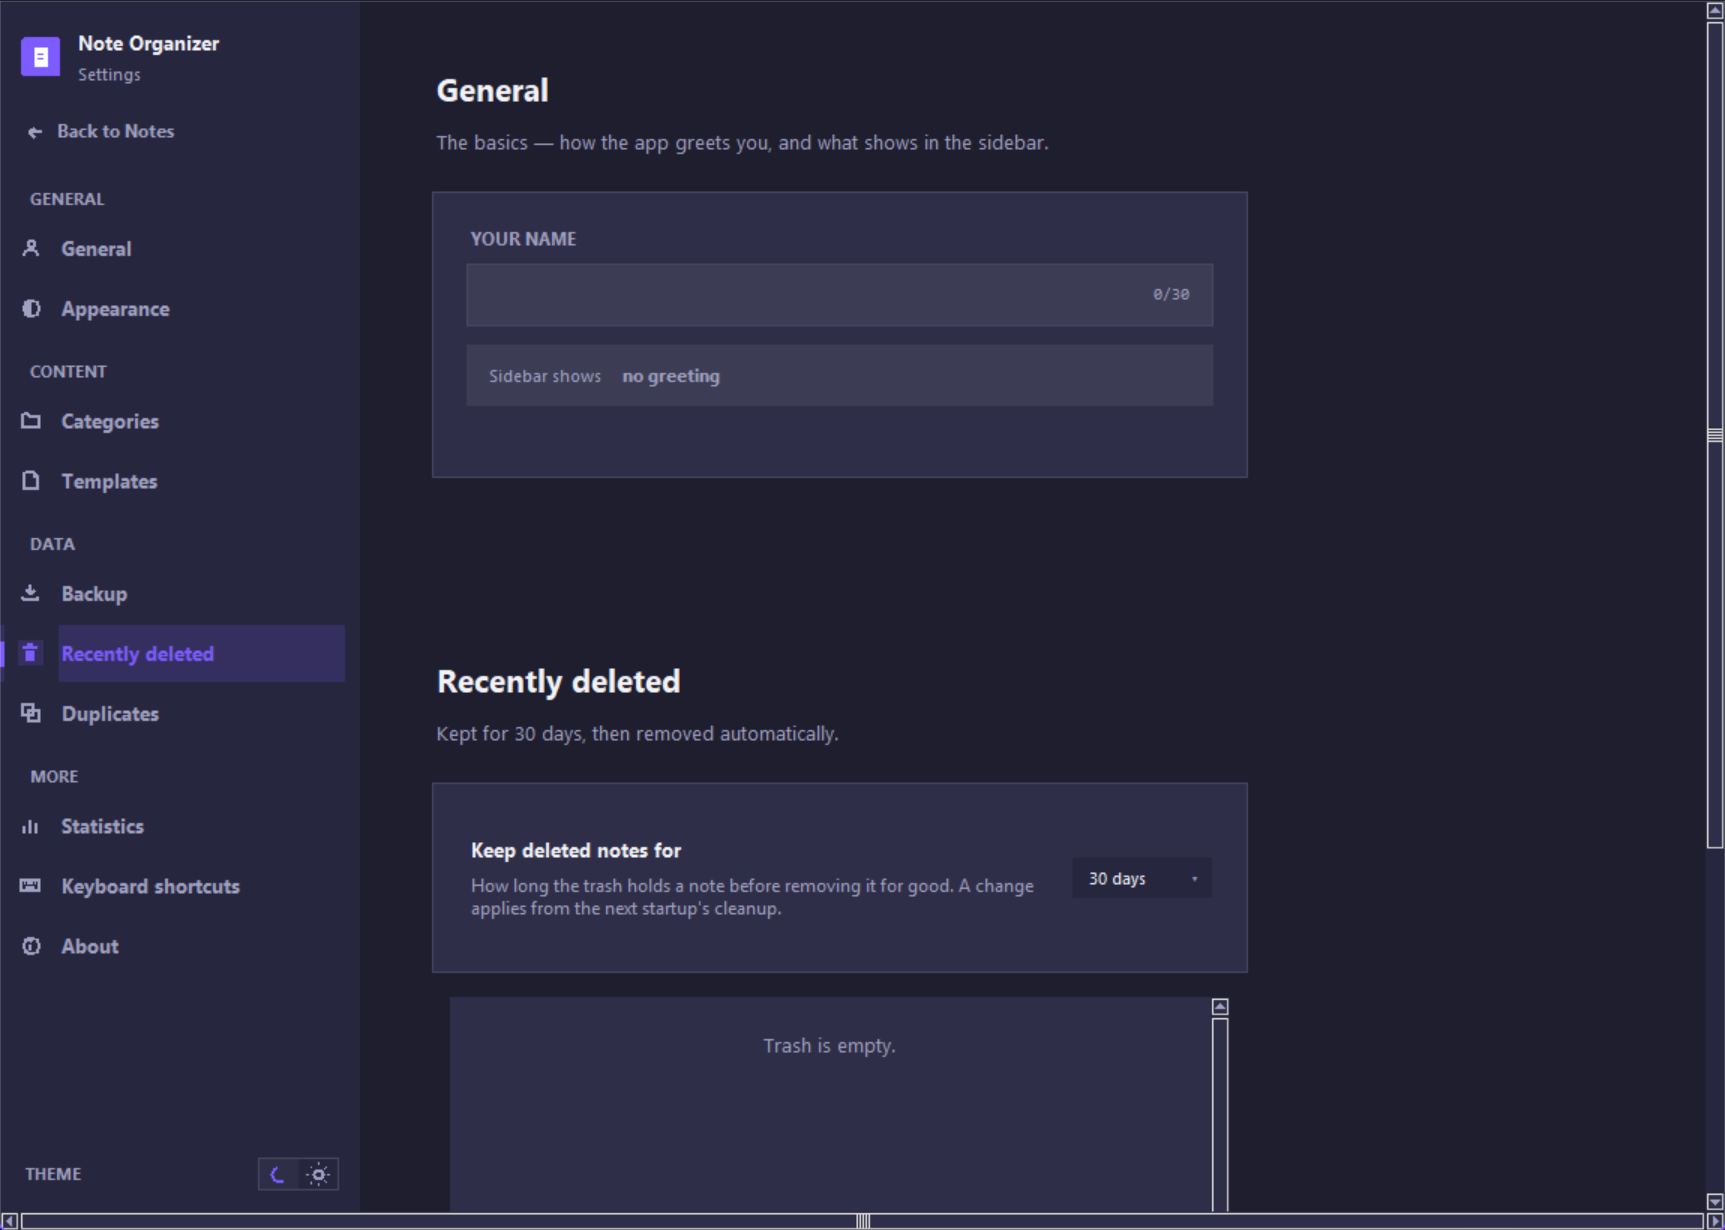 Note Organizer
Settings
Back to Notes
GENERAL
General
Appearance
CONTENT
Categories
Templates
DATA
Backup
Recently deleted
Duplicates
MORE
Statistics
Keyboard shortcuts
About
THEME
General
The basics — how the app greets you, and what shows in the sidebar.
YOUR NAME
0/30
Sidebar shows no greeting
Recently deleted
Kept for 30 days, then removed automatically.
Keep deleted notes for
How long the trash holds a note before removing it for good. A change
applies from the next startup's cleanup.
30 days
Trash is empty.